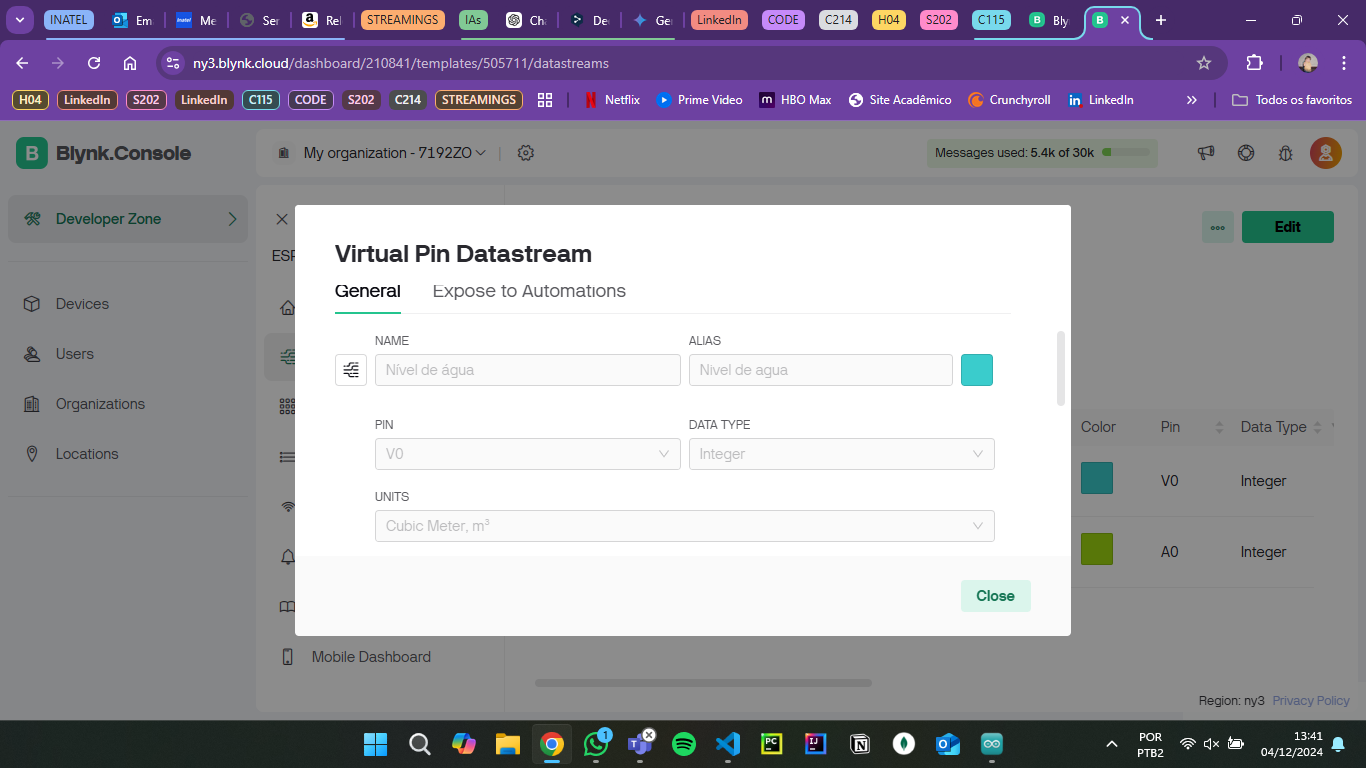 INATEL Em Me Ser Rel STREAMINGS IAs Cha De Ger LinkedIn CODE C214 H04 S202 C115 Bly
ny3.blynk.cloud/dashboard/210841/templates/505711/datastreams
H04 LinkedIn S202 LinkedIn C115 CODE S202 C214 STREAMINGS Netflix Prime Video HBO Max Site Acadêmico Crunchyroll LinkedIn Todos os favoritos
B Blynk.Console
My organization - 7192ZO
Messages used: 5.4k of 30k
Developer Zone
Edit
ESP
Devices
Users
Organizations
Locations
Virtual Pin Datastream
General Expose to Automations
NAME ALIAS
Nível de água Nivel de agua
PIN DATA TYPE
V0 Integer
UNITS
Cubic Meter, m³
Close
Color Pin Data Type
V0 Integer
A0 Integer
Mobile Dashboard
Region: ny3 Privacy Policy
1
POR
PTB2
13:41
04/12/2024